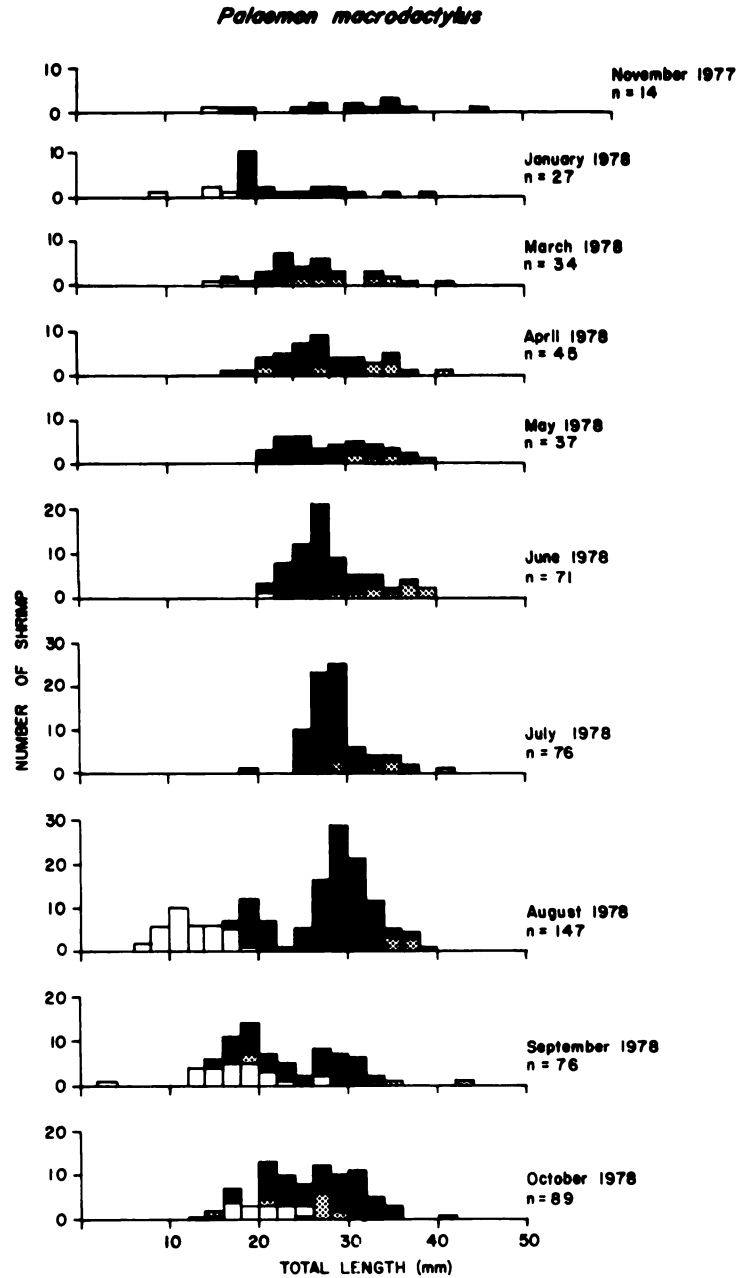 Palaemon macrodactylus
10
0
November 1977
n = 14
10
0
January 1978
n = 27
10
0
March 1978
n = 34
10
0
April 1978
n = 45
10
0
May 1978
n = 37
20
10
0
June 1978
n = 71
30
20
10
0
July 1978
n = 76
30
20
10
0
August 1978
n = 147
20
10
0
September 1978
n = 76
20
10
0
October 1978
n = 89
10 20 30 40 50
TOTAL LENGTH (mm)
NUMBER OF SHRIMP